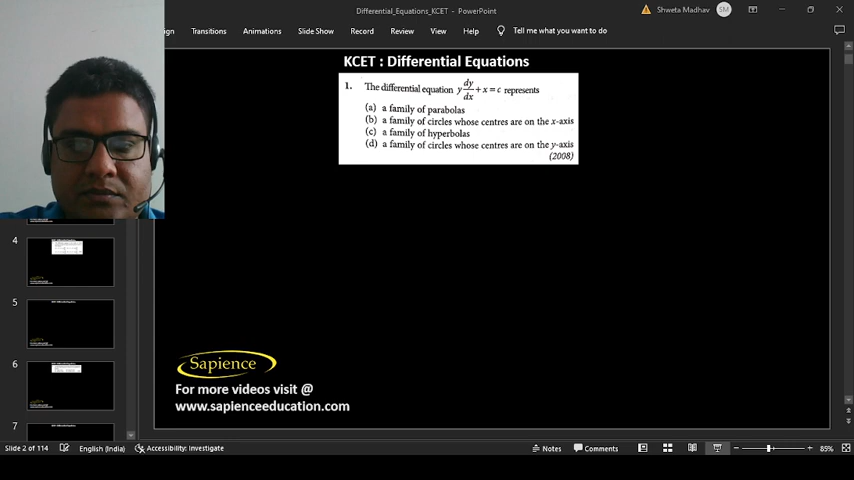 Differential_Equations_KCET - PowerPoint
Shweta Madhav
SM
Transitions
Animations
Slide Show
Record
Review
View
Help
Tell me what you want to do
KCET : Differential Equations
1. The differential equation y dy/dx + x = c represents
(a) a family of parabolas
(b) a family of circles whose centres are on the x-axis
(c) a family of hyperbolas
(d) a family of circles whose centres are on the y-axis
(2008)
4
5
6
7
Sapience
For more videos visit @
www.sapienceeducation.com
Slide 2 of 114
English (India)
Accessibility: Investigate
Notes
Comments
85%